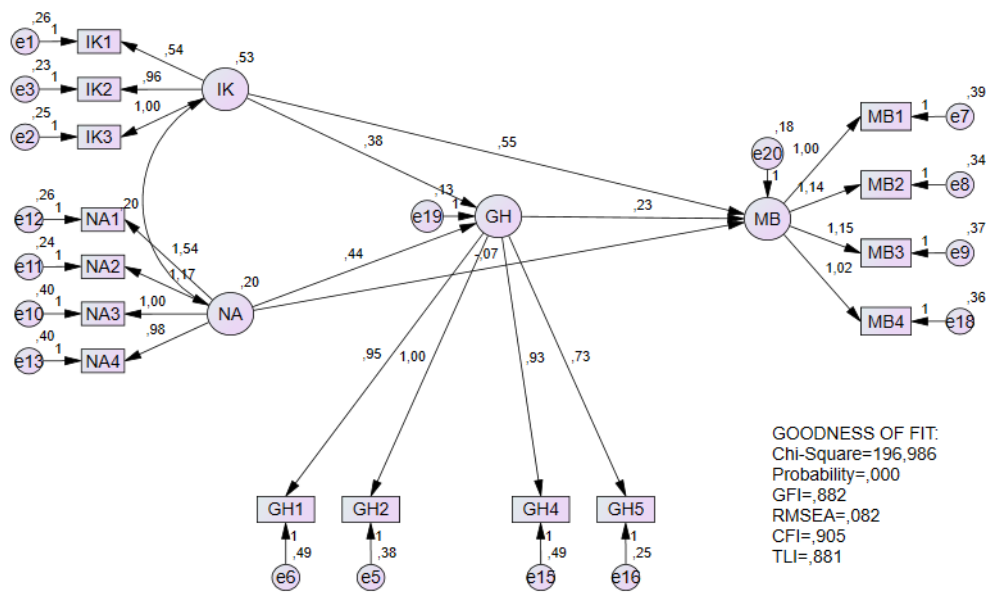 ,26
e1
1
IK1
,54
,53
,23
e3
1
IK2
,96
IK
,25
e2
1
IK3
1,00
,38
,55
,39
MB1
1
e7
,18
e20
1
1,00
,34
MB2
1
e8
1,14
,26
e12
1
NA1
,20
,13
e19
1
GH
,23
MB
1,15
,37
MB3
1
e9
,24
e11
1
NA2
1,54
1,17
,44
-,07
1,02
,40
e10
1
NA3
1,00
,20
NA
,36
MB4
1
e18
,40
e13
1
NA4
,98
,95
1,00
,93
,73
GOODNESS OF FIT:
Chi-Square=196,986
Probability=,000
GFI=,882
RMSEA=,082
CFI=,905
TLI=,881
GH1
GH2
GH4
GH5
1
1
1
1
,49
,38
,49
,25
e6
e5
e15
e16